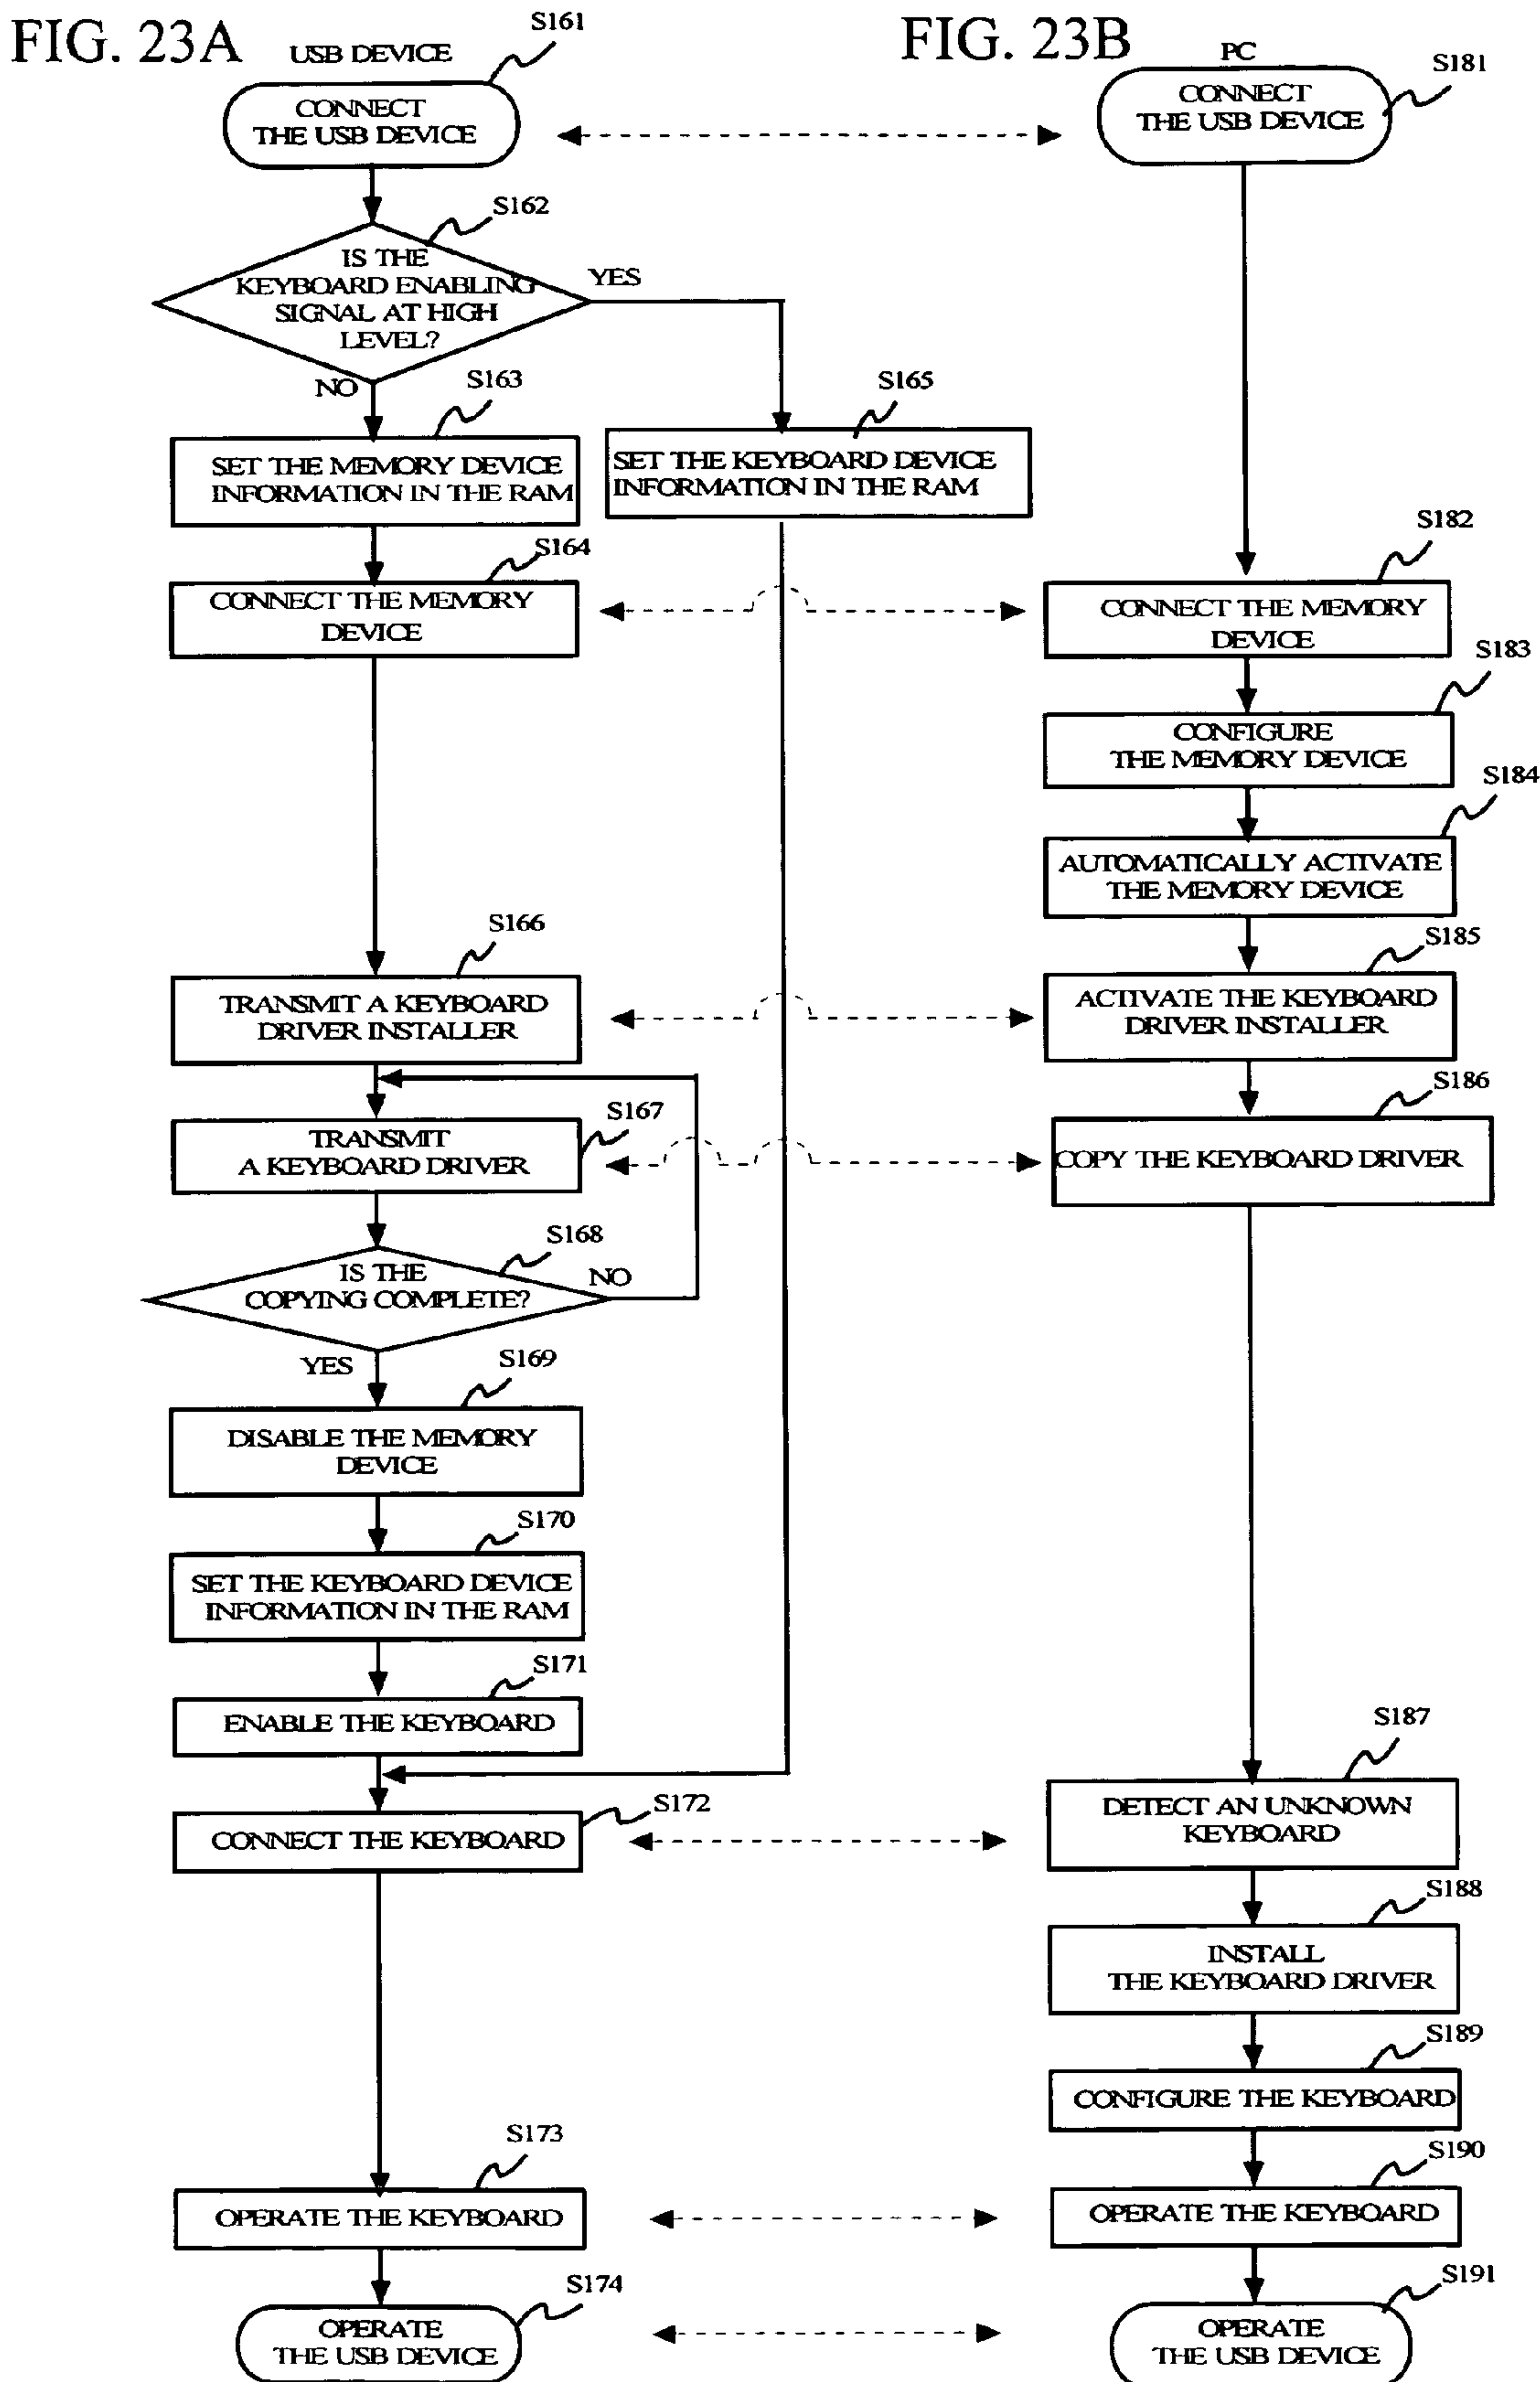 FIG. 23A
USB DEVICE
S161
CONNECT
THE USB DEVICE
S162
IS THE
KEYBOARD ENABLING
SIGNAL AT HIGH
LEVEL?
YES
NO
S163
SET THE MEMORY DEVICE
INFORMATION IN THE RAM
S165
SET THE KEYBOARD DEVICE
INFORMATION IN THE RAM
S164
CONNECT THE MEMORY
DEVICE
S166
TRANSMIT A KEYBOARD
DRIVER INSTALLER
S167
TRANSMIT
A KEYBOARD DRIVER
S168
IS THE
COPYING COMPLETE?
NO
YES
S169
DISABLE THE MEMORY
DEVICE
S170
SET THE KEYBOARD DEVICE
INFORMATION IN THE RAM
S171
ENABLE THE KEYBOARD
S172
CONNECT THE KEYBOARD
S173
OPERATE THE KEYBOARD
S174
OPERATE
THE USB DEVICE
FIG. 23B
PC
S181
CONNECT
THE USB DEVICE
S182
CONNECT THE MEMORY
DEVICE
S183
CONFIGURE
THE MEMORY DEVICE
S184
AUTOMATICALLY ACTIVATE
THE MEMORY DEVICE
S185
ACTIVATE THE KEYBOARD
DRIVER INSTALLER
S186
COPY THE KEYBOARD DRIVER
S187
DETECT AN UNKNOWN
KEYBOARD
S188
INSTALL
THE KEYBOARD DRIVER
S189
CONFIGURE THE KEYBOARD
S190
OPERATE THE KEYBOARD
S191
OPERATE
THE USB DEVICE